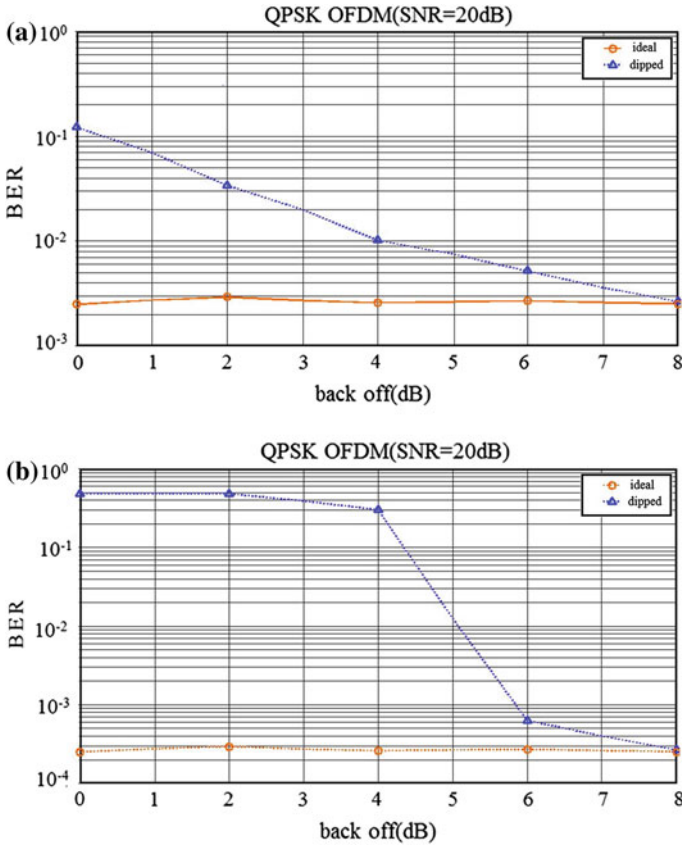 (a)
QPSK OFDM(SNR=20dB)
ideal
dipped
10^0
10^-1
10^-2
10^-3
BER
0 1 2 3 4 5 6 7 8
back off(dB)
(b)
QPSK OFDM(SNR=20dB)
ideal
dipped
10^0
10^-1
10^-2
10^-3
10^-4
BER
0 1 2 3 4 5 6 7 8
back off(dB)